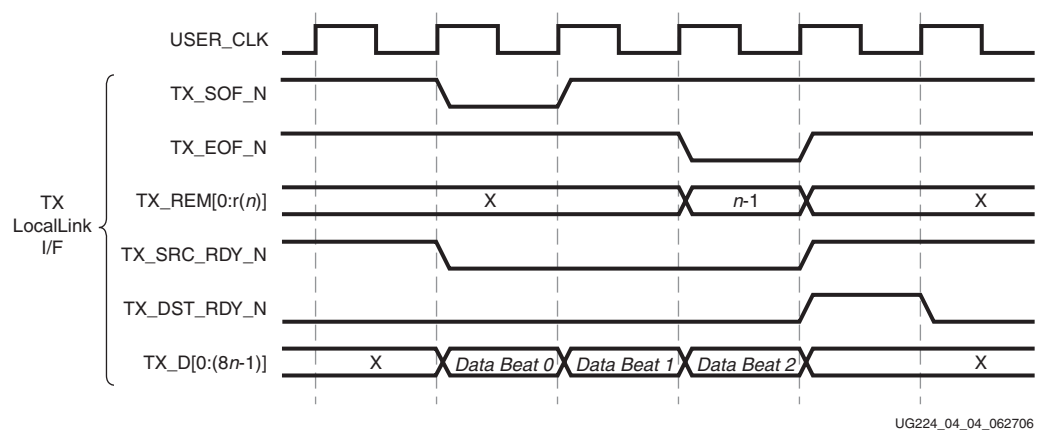 USER_CLK
TX_SOF_N
TX_EOF_N
TX
LocalLink
I/F
TX_REM[0:r(n)]
X
n-1
X
TX_SRC_RDY_N
TX_DST_RDY_N
TX_D[0:(8n-1)]
X
Data Beat 0
Data Beat 1
Data Beat 2
X
UG224_04_04_062706